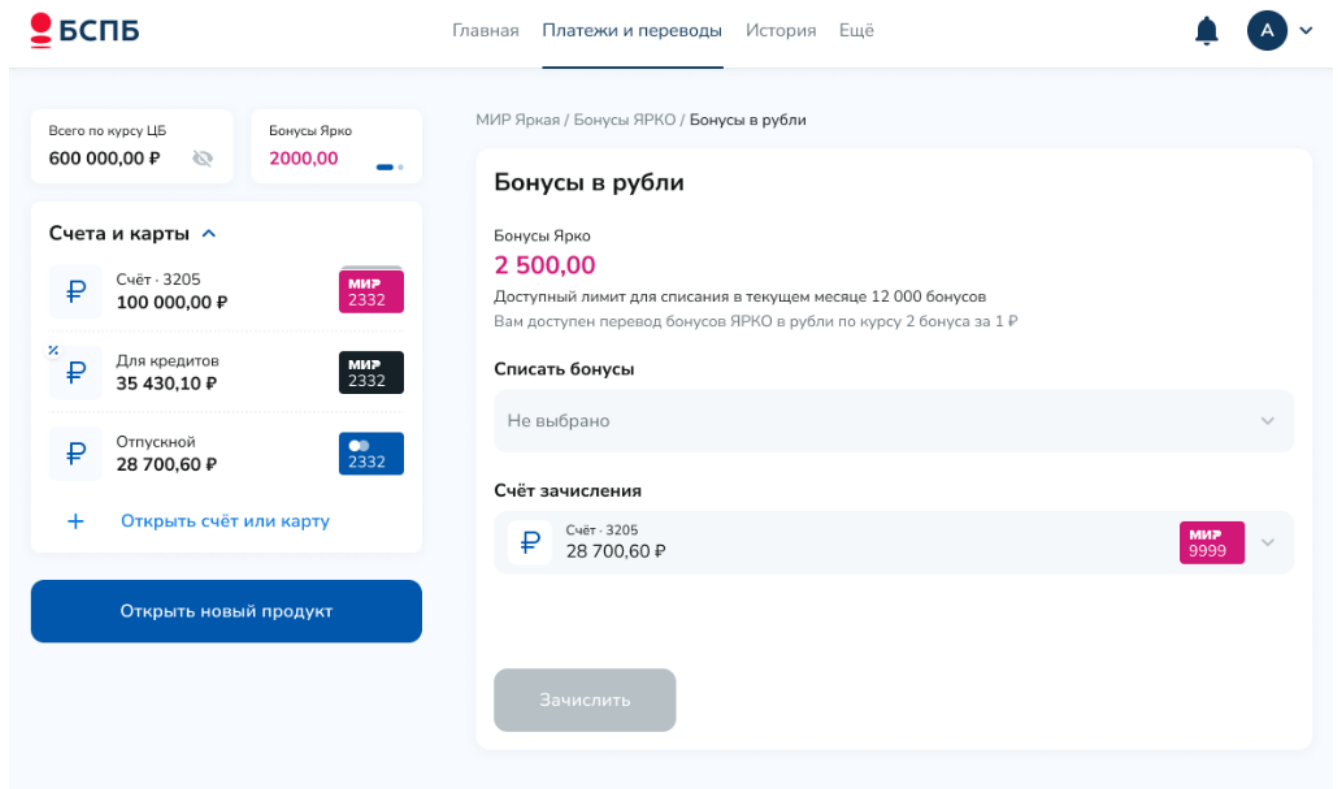 БСПБ
Главная Платежи и переводы История Ещё
А
Всего по курсу ЦБ
600 000,00 ₽
Бонусы Ярко
2000,00
Счета и карты
Счёт · 3205
100 000,00 ₽
МИР
2332
%
Для кредитов
35 430,10 ₽
МИР
2332
Отпускной
28 700,60 ₽
2332
+ Открыть счёт или карту
Открыть новый продукт
МИР Яркая / Бонусы ЯРКО / Бонусы в рубли
Бонусы в рубли
Бонусы Ярко
2 500,00
Доступный лимит для списания в текущем месяце 12 000 бонусов
Вам доступен перевод бонусов ЯРКО в рубли по курсу 2 бонуса за 1 ₽
Списать бонусы
Не выбрано
Счёт зачисления
Счёт · 3205
28 700,60 ₽
МИР
9999
Зачислить